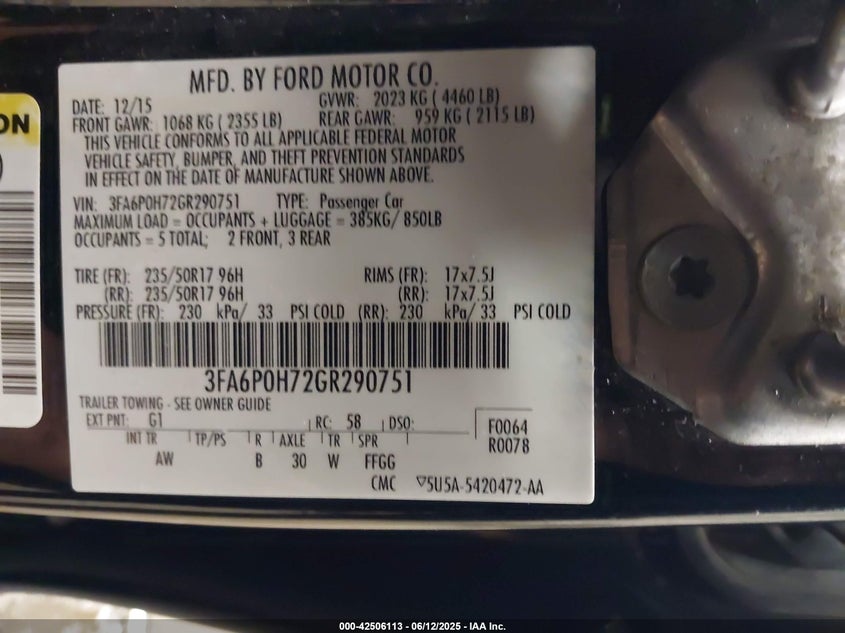 MFD. BY FORD MOTOR CO.
DATE: 12/15 GVWR: 2023 KG ( 4460 LB)
FRONT GAWR: 1068 KG ( 2355 LB) REAR GAWR: 959 KG ( 2115 LB)
THIS VEHICLE CONFORMS TO ALL APPLICABLE FEDERAL MOTOR
VEHICLE SAFETY, BUMPER, AND THEFT PREVENTION STANDARDS
IN EFFECT ON THE DATE OF MANUFACTURE SHOWN ABOVE.
VIN: 3FA6P0H72GR290751 TYPE: Passenger Car
MAXIMUM LOAD = OCCUPANTS + LUGGAGE = 385KG/ 850LB
OCCUPANTS = 5 TOTAL; 2 FRONT, 3 REAR
TIRE (FR): 235/50R17 96H RIMS (FR): 17x7.5J
(RR): 235/50R17 96H (RR): 17x7.5J
PRESSURE (FR): 230 kPa/ 33 PSI COLD (RR): 230 kPa/ 33 PSI COLD
3FA6P0H72GR290751
TRAILER TOWING - SEE OWNER GUIDE
EXT PNT: G1 RC: 58 DSO: F0064
INT TR TP/PS R AXLE TR SPR R0078
AW B 30 W FFGG
CMC ▽5U5A-5420472-AA
ON
000-42506113 - 06/12/2025 - IAA Inc.